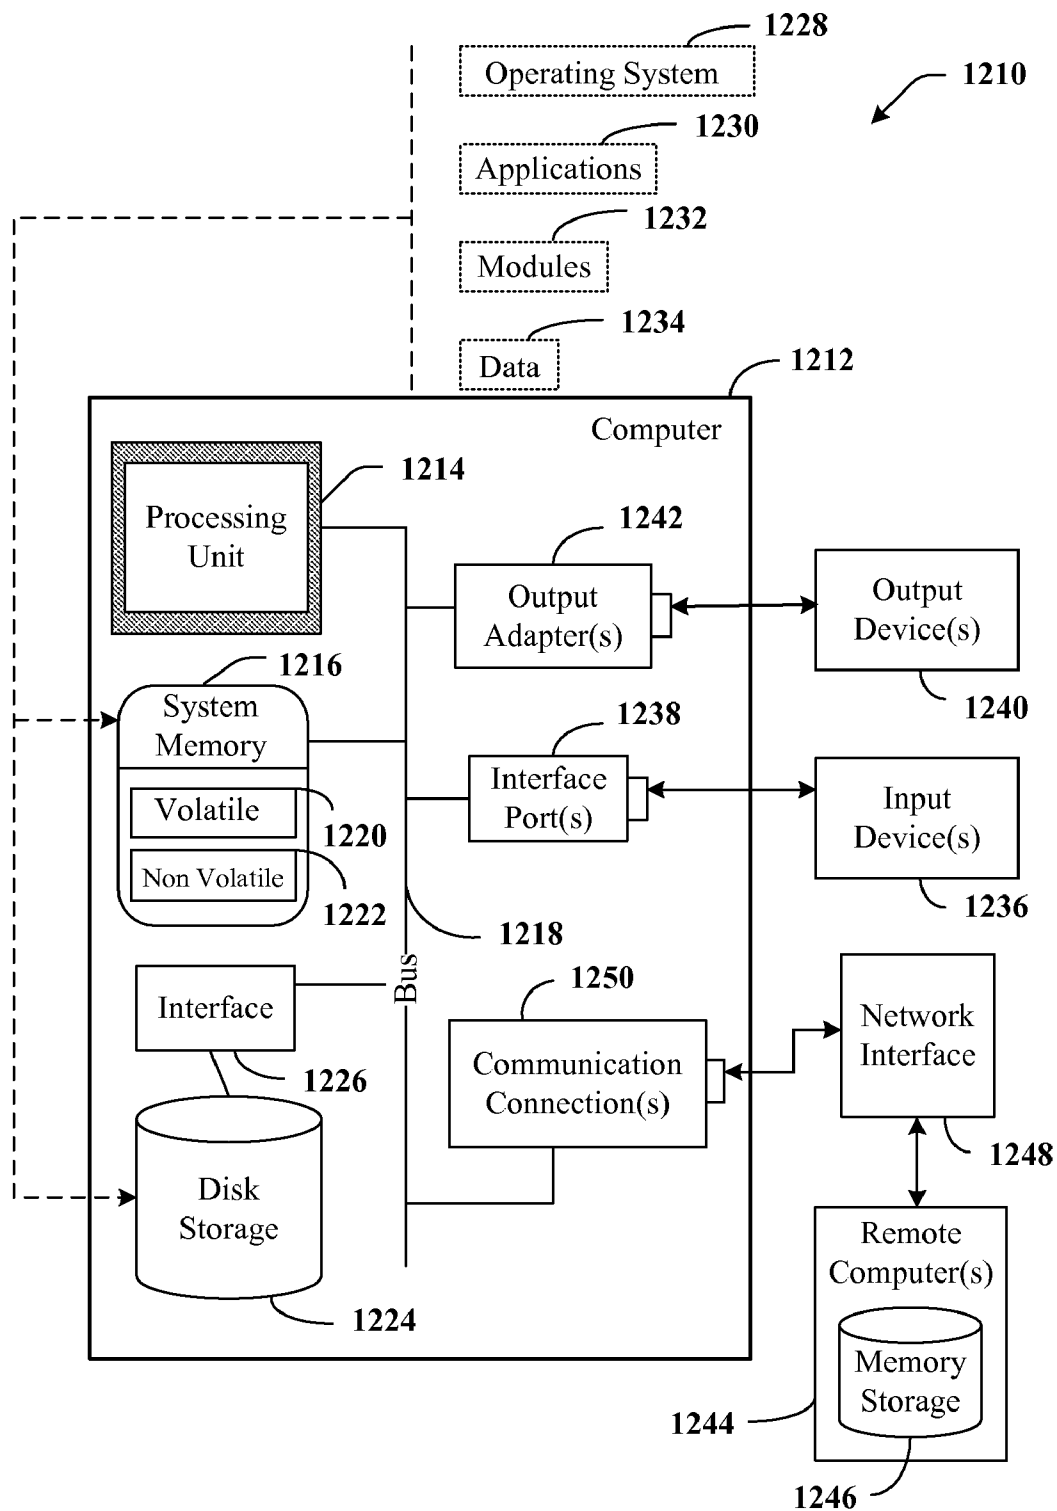 1228
Operating System
1210
1230
Applications
1232
Modules
1234
Data
1212
Computer
1214
Processing
Unit
1242
Output
Adapter(s)
Output
Device(s)
1240
1216
System
Memory
1238
Interface
Port(s)
Input
Device(s)
1236
Volatile
1220
Non Volatile
1222
1218
Bus
Interface
1226
1250
Communication
Connection(s)
Network
Interface
1248
Disk
Storage
1224
Remote
Computer(s)
Memory
Storage
1244
1246